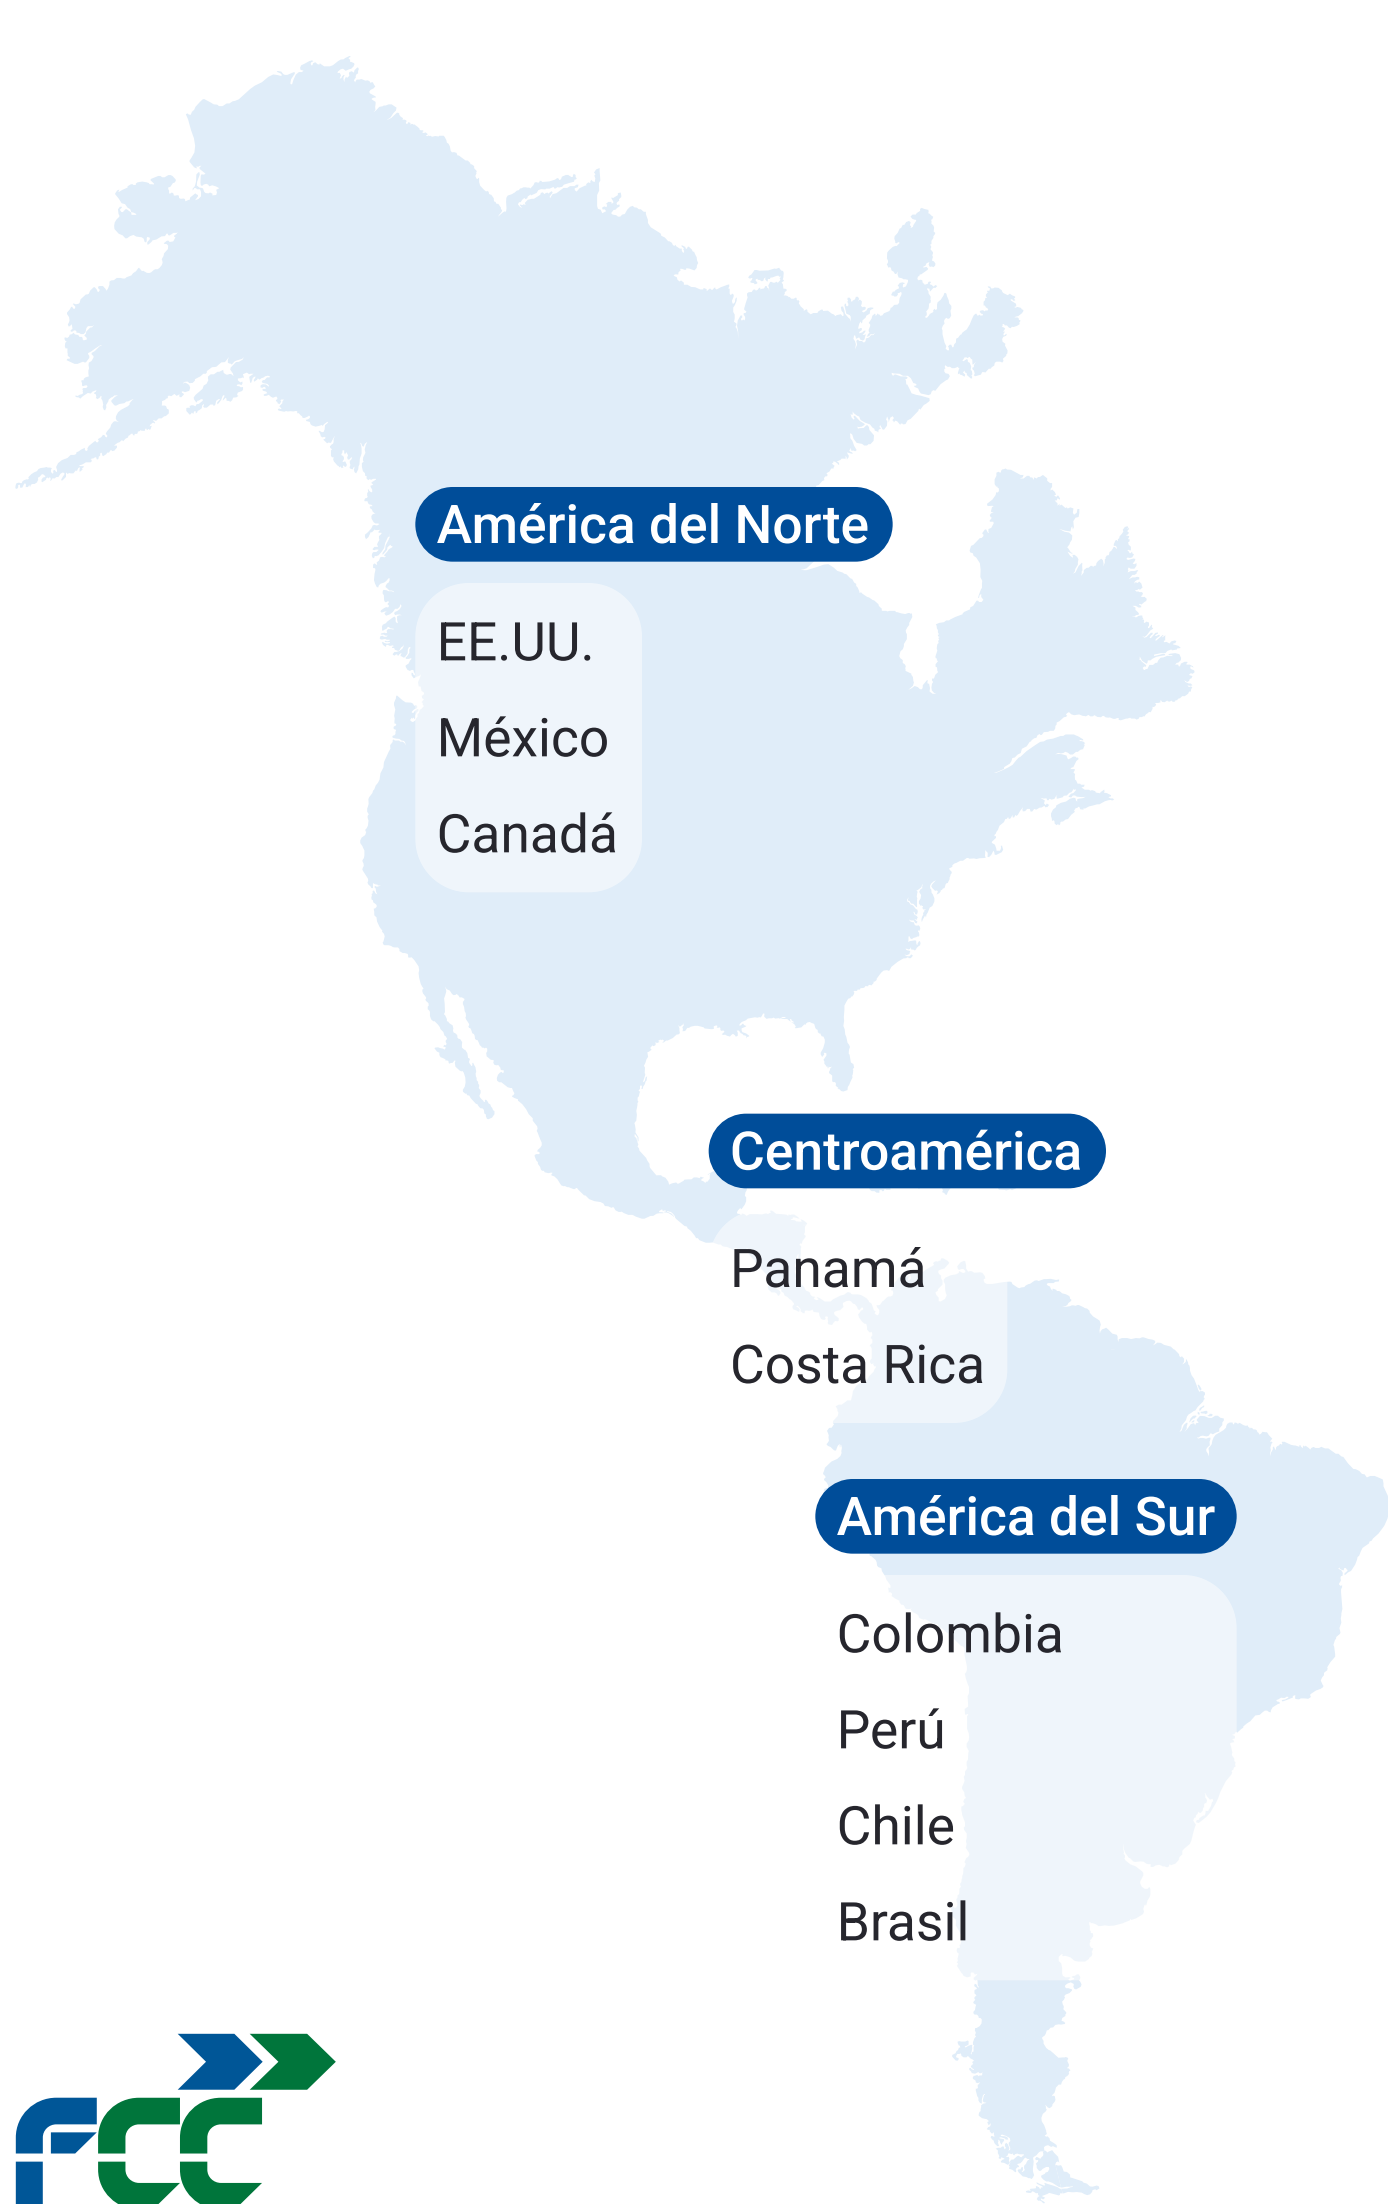 América del Norte
EE.UU.
México
Canadá
Centroamérica
Panamá
Costa Rica
América del Sur
Colombia
Perú
Chile
Brasil
FCC